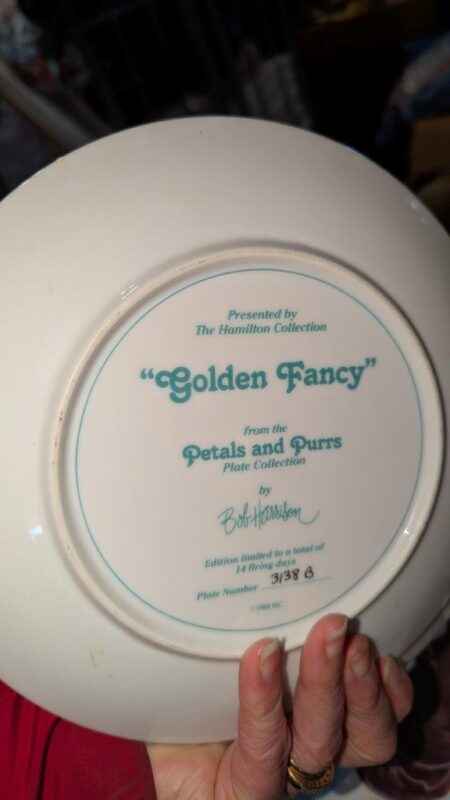 Presented by
The Hamilton Collection
"Golden Fancy"
from the
Petals and Purrs
Plate Collection
by
Bob Harrison
Edition limited to a total of
14 firing days
Plate Number 3138 B